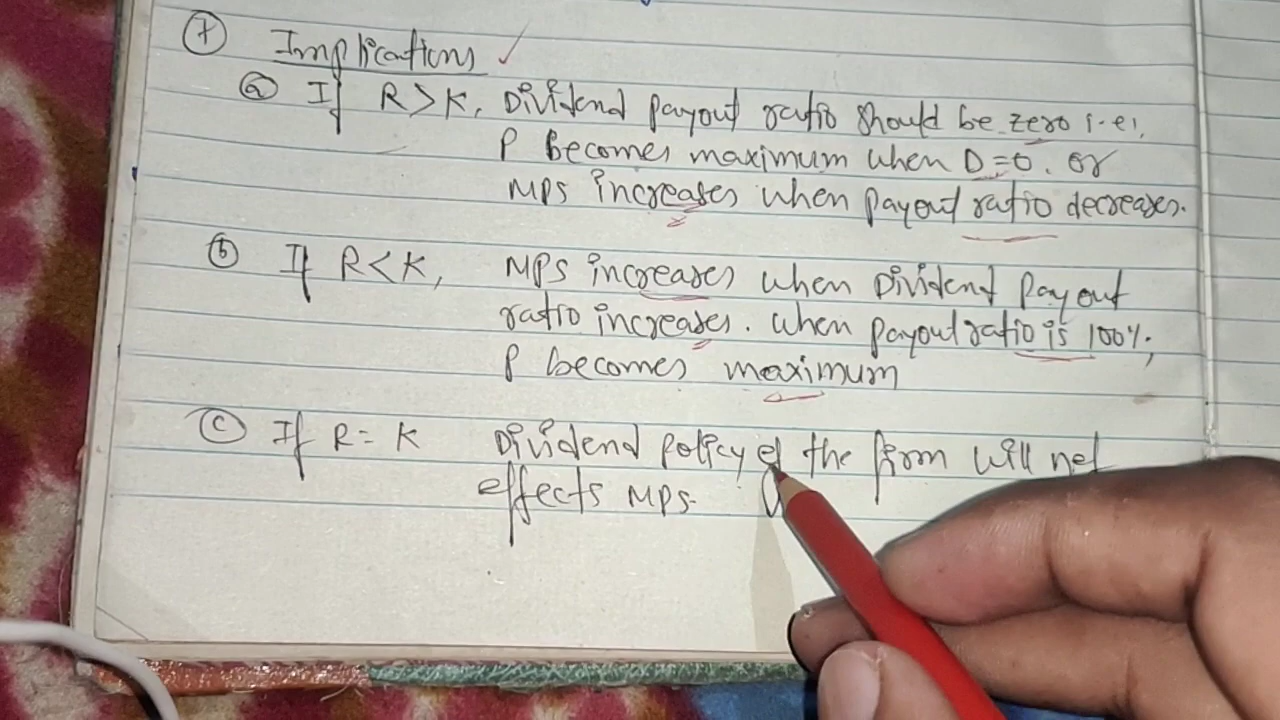 7 Implications
a If R>K, Dividend payout ratio should be zero i.e.,
P Becomes maximum when D=0. or
MPS increases when payout ratio decreases.
b If R<K, MPS increases when Dividend Payout
ratio increases. When payout ratio is 100%,
P becomes maximum
c If R=K Dividend policy of the firm will not
effects MPS.